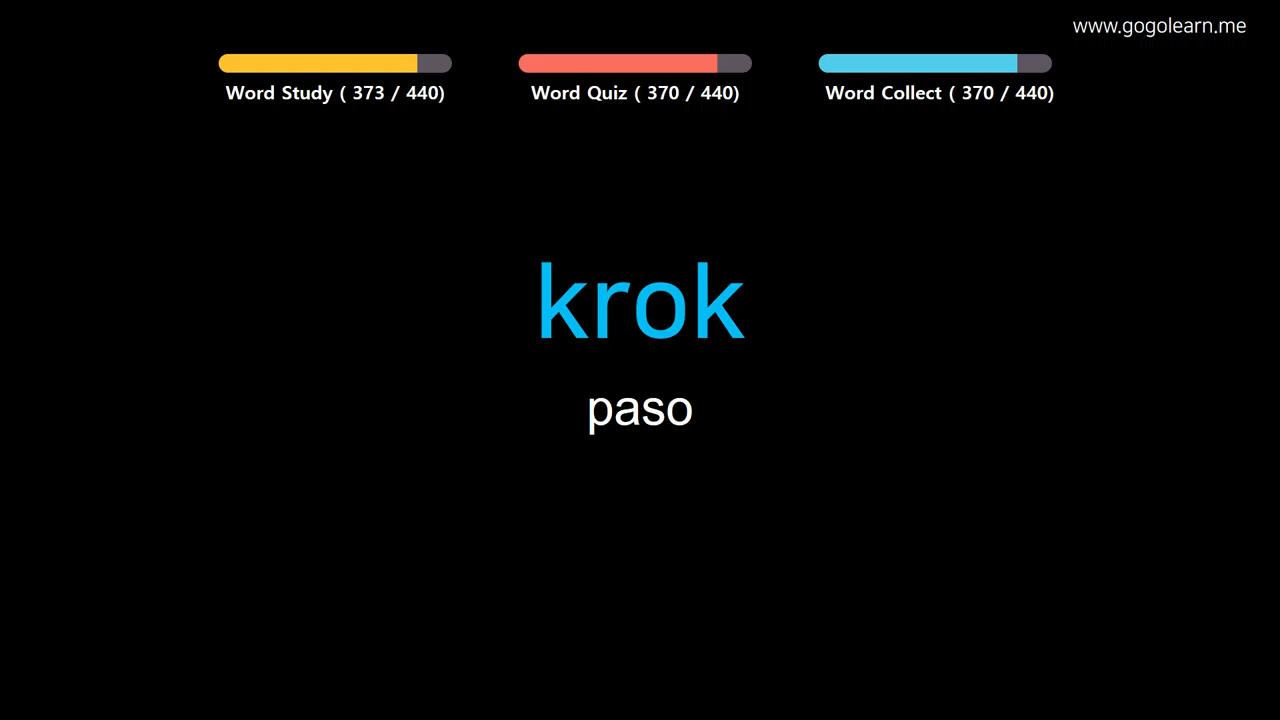 www.gogolearn.me
Word Study ( 373 / 440)
Word Quiz ( 370 / 440)
Word Collect ( 370 / 440)
krok
paso